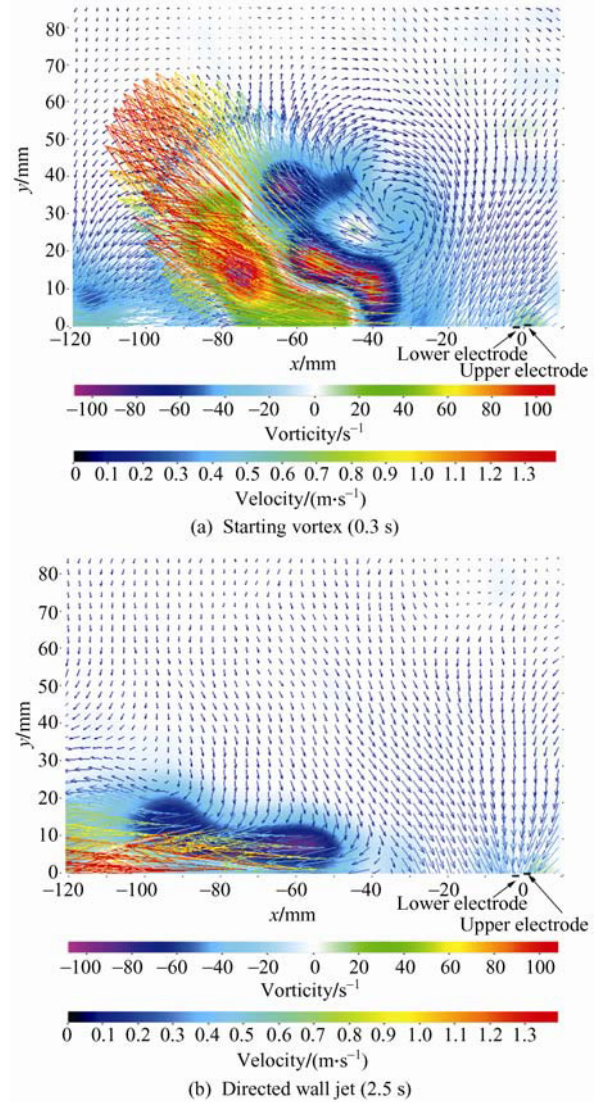 80
70
60
50
40
30
20
10
0
y/mm
−120 −100 −80 −60 −40 −20 0
x/mm
Lower electrode
Upper electrode
−100 −80 −60 −40 −20 0 20 40 60 80 100
Vorticity/s⁻¹
0 0.1 0.2 0.3 0.4 0.5 0.6 0.7 0.8 0.9 1.0 1.1 1.2 1.3
Velocity/(m·s⁻¹)
(a) Starting vortex (0.3 s)
80
70
60
50
40
30
20
10
0
y/mm
−120 −100 −80 −60 −40 −20 0
x/mm
Lower electrode
Upper electrode
−100 −80 −60 −40 −20 0 20 40 60 80 100
Vorticity/s⁻¹
0 0.1 0.2 0.3 0.4 0.5 0.6 0.7 0.8 0.9 1.0 1.1 1.2 1.3
Velocity/(m·s⁻¹)
(b) Directed wall jet (2.5 s)